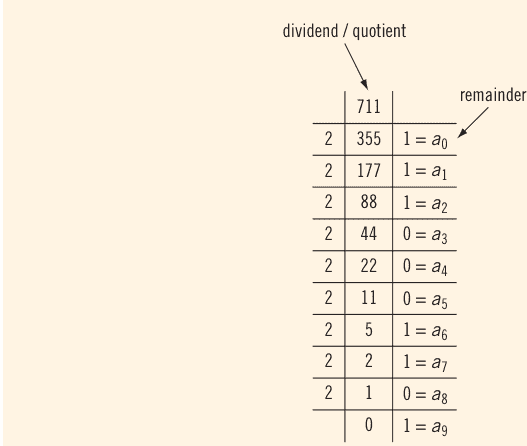 dividend / quotient
remainder
711
2 355 1 = a0
2 177 1 = a1
2 88 1 = a2
2 44 0 = a3
2 22 0 = a4
2 11 0 = a5
2 5 1 = a6
2 2 1 = a7
2 1 0 = a8
0 1 = a9